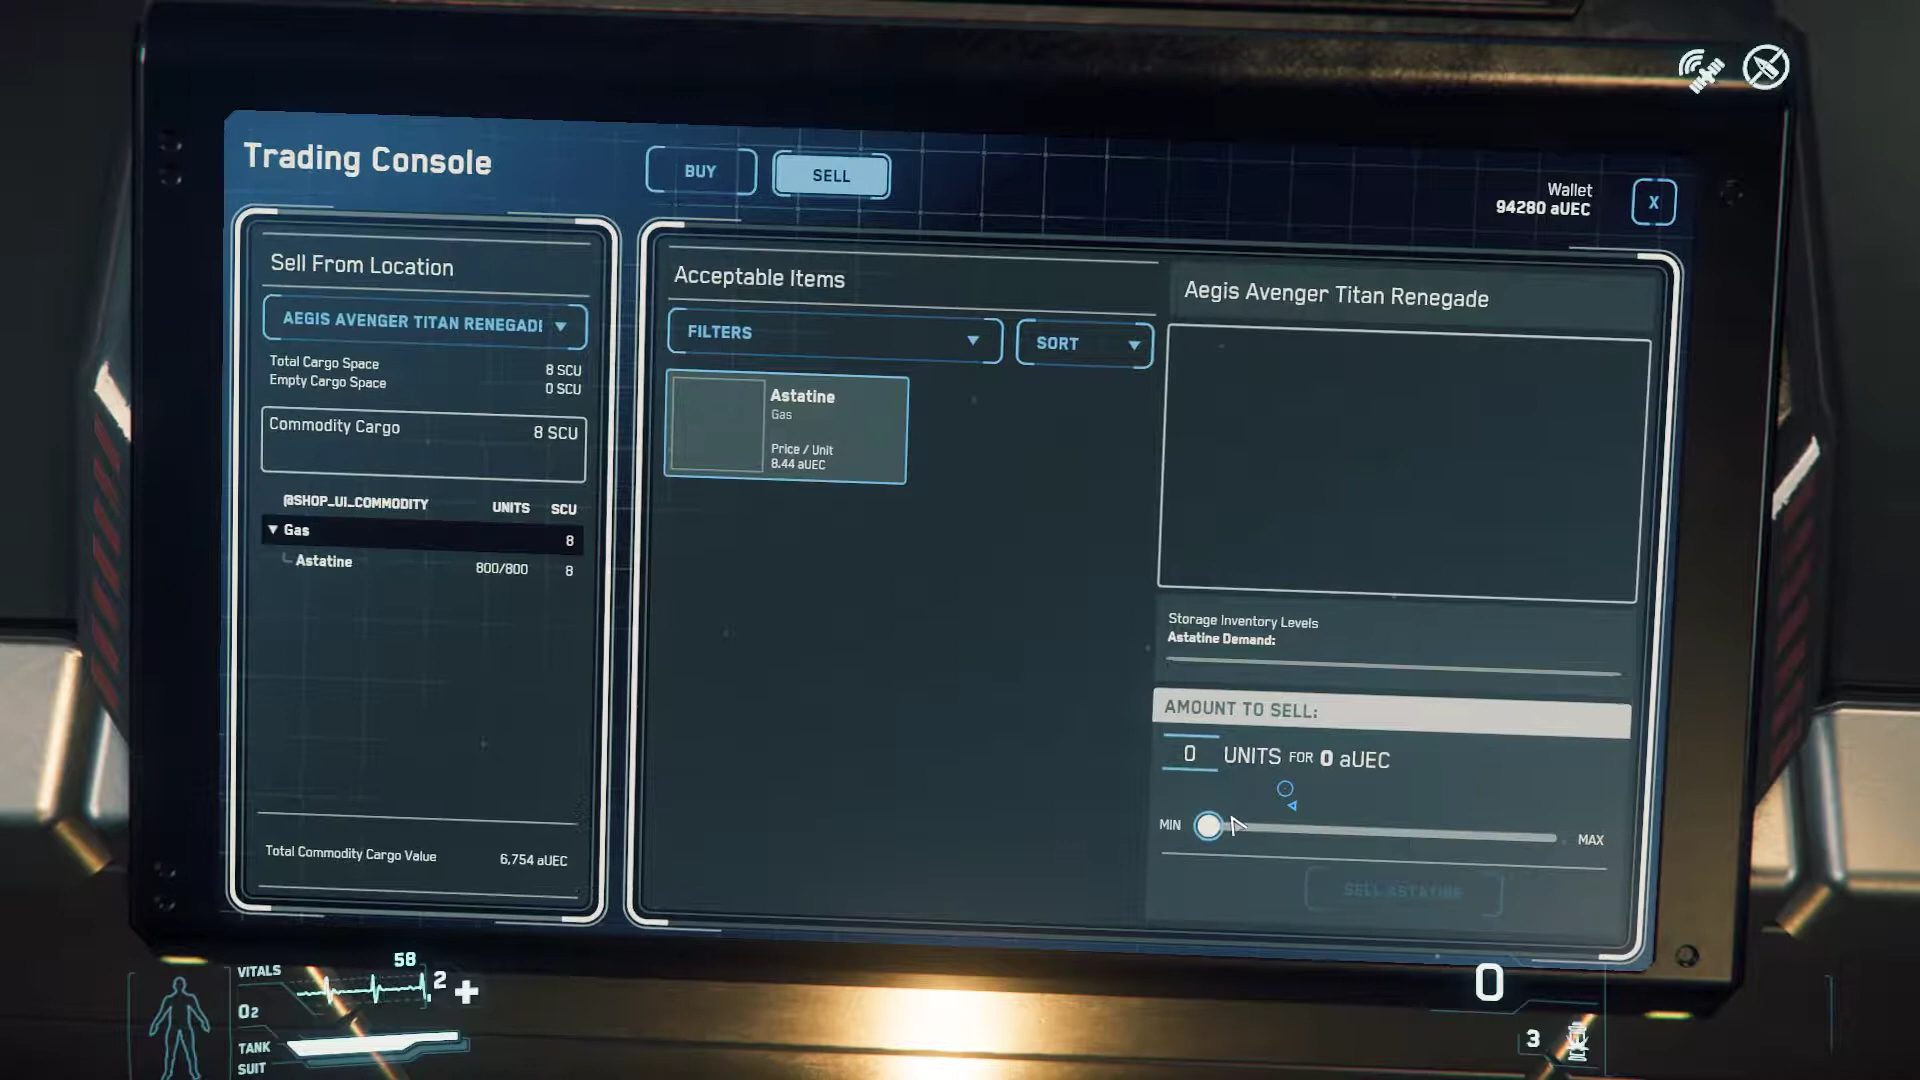 Trading Console
BUY
SELL
Wallet
94280 aUEC
X
Sell From Location
AEGIS AVENGER TITAN RENEGADE
Total Cargo Space 8 SCU
Empty Cargo Space 0 SCU
Commodity Cargo 8 SCU
@SHOP_UI_COMMODITY UNITS SCU
Gas 8
Astatine 800/800 8
Total Commodity Cargo Value 6,754 aUEC
Acceptable Items
FILTERS
SORT
Astatine
Gas
Price / Unit
8.44 aUEC
Aegis Avenger Titan Renegade
Storage Inventory Levels
Astatine Demand:
AMOUNT TO SELL:
0 UNITS FOR 0 aUEC
MIN
MAX
SELL ASTATINE
VITALS
58
2
O2
TANK
SUIT
0
3